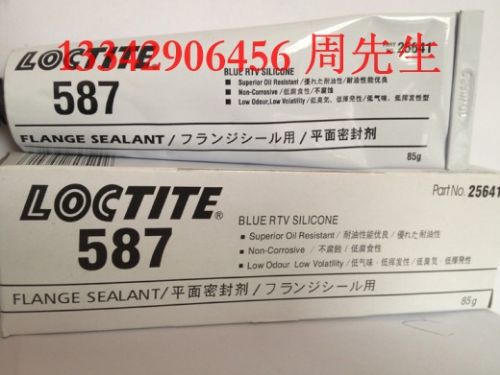 13342906456 周先生
LOCTITE
Part No. 25641
587
BLUE RTV SILICONE
■ Superior Oil Resistant / 優れた耐油性 / 耐油性能优良
■ Non-Corrosive / 低腐食性 / 不腐蚀
■ Low Odour, Low Volatility / 低臭気、低揮発性 / 低气味、低挥发型
FLANGE SEALANT / フランジシール用 / 平面密封剂
85g
LOCTITE®
Part No. 25641
587
BLUE RTV SILICONE
■ Superior Oil Resistant / 耐油性能优良 / 優れた耐油性
■ Non-Corrosive / 不腐蚀 / 低腐食性
■ Low Odour Low Volatility / 低气味・低挥发性 / 低臭気・低揮発性
FLANGE SEALANT / 平面密封剂 / フランジシール用
85g